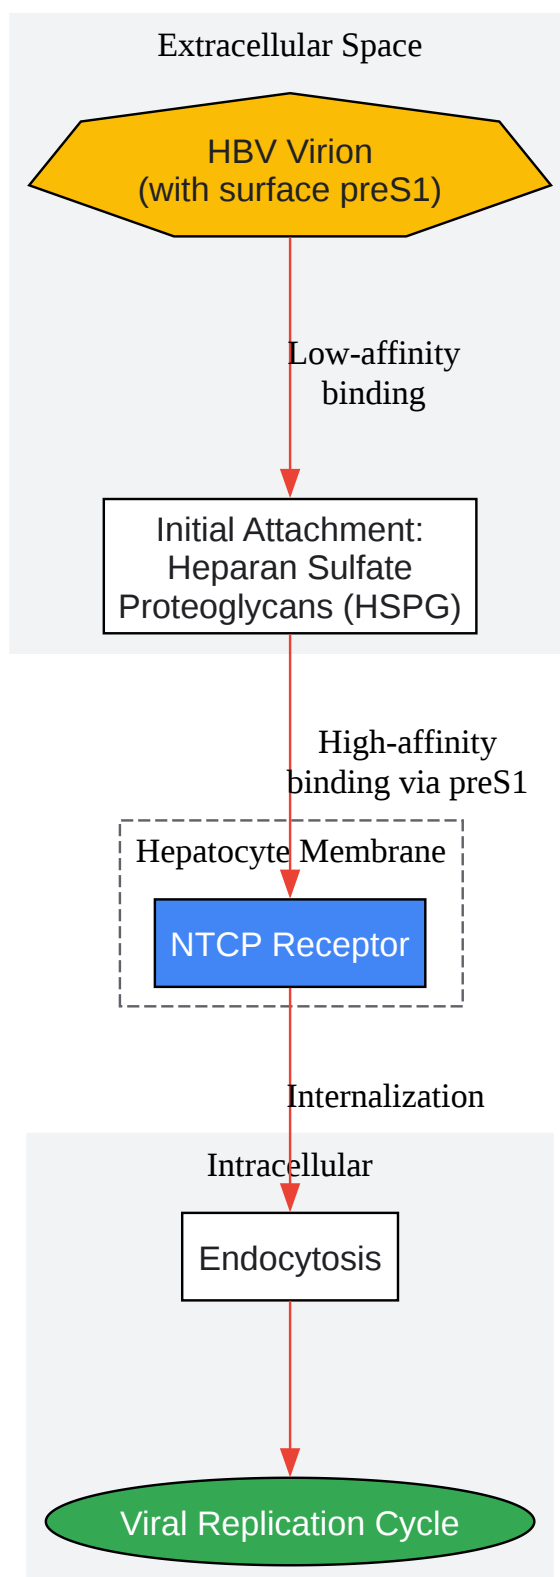 Extracellular Space
HBV Virion
(with surface preS1)
Low-affinity
binding
Initial Attachment:
Heparan Sulfate
Proteoglycans (HSPG)
High-affinity
binding via preS1
Hepatocyte Membrane
NTCP Receptor
Internalization
Intracellular
Endocytosis
Viral Replication Cycle